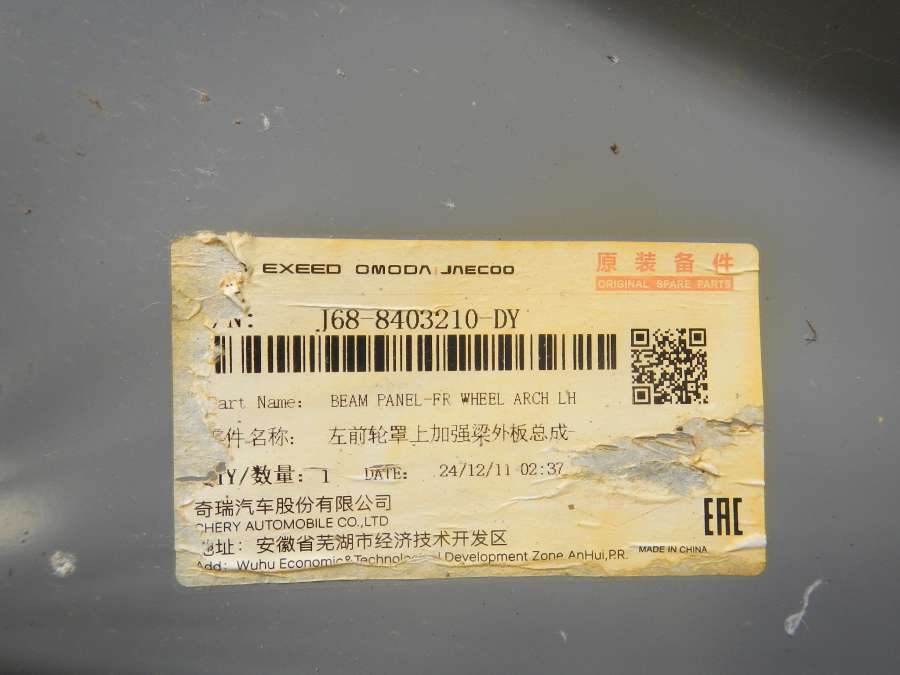 EXEED OMODA JAECOO
原装备件
ORIGINAL SPARE PARTS
/N: J68-8403210-DY
art Name: BEAM PANEL-FR WHEEL ARCH LH
件名称: 左前轮罩上加强梁外板总成
TY/数量: 1 DATE: 24/12/11 02:37
奇瑞汽车股份有限公司
CHERY AUTOMOBILE CO.,LTD
地址: 安徽省芜湖市经济技术开发区
Add: Wuhu Economic&Technological Development Zone,AnHui,P.R.
MADE IN CHINA
EAC